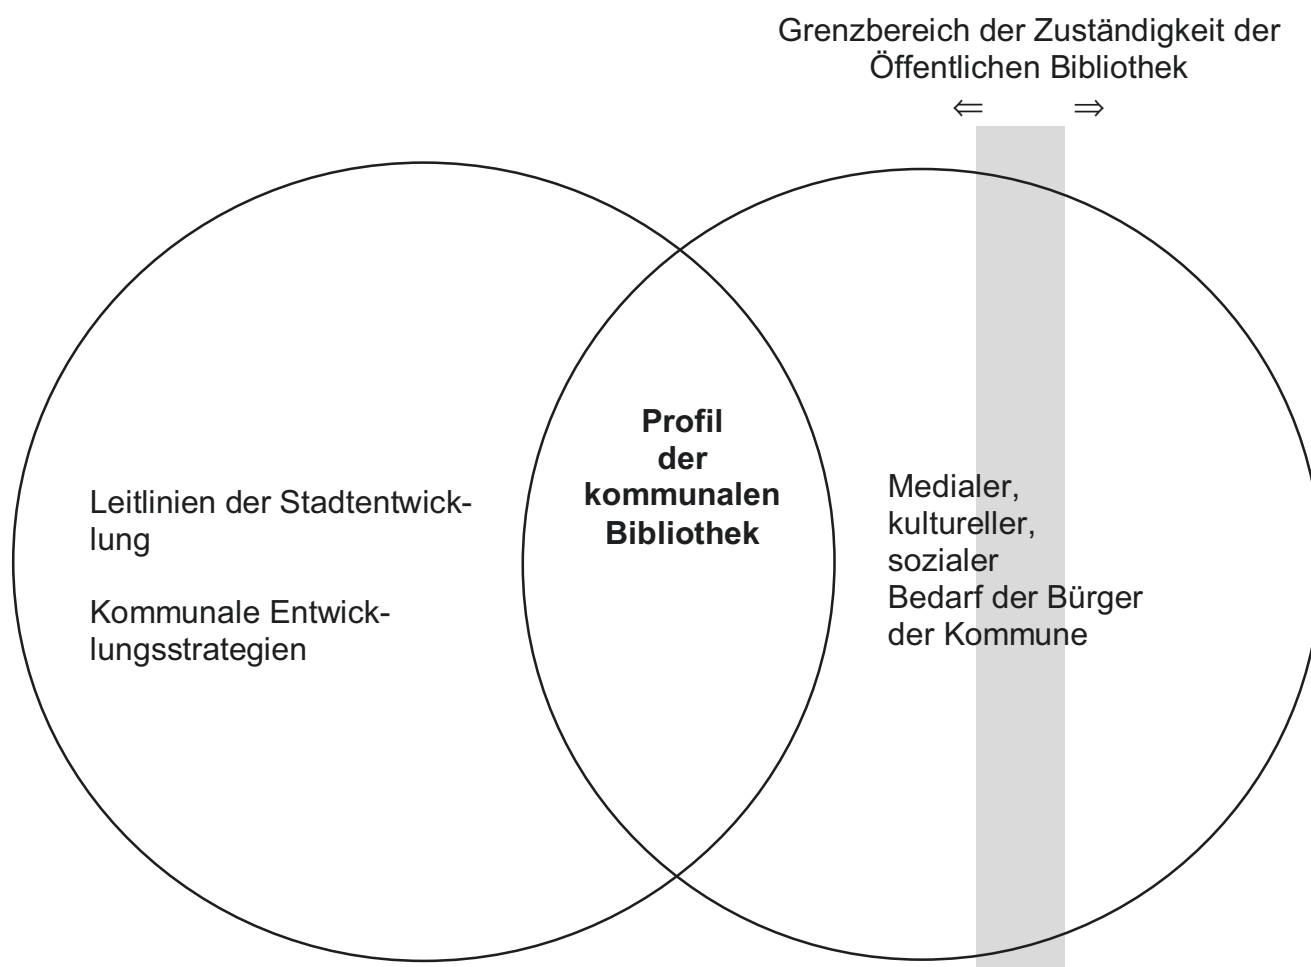 Grenzbereich der Zuständigkeit der
Öffentlichen Bibliothek
⇐ ⇒
Leitlinien der Stadtentwick-
lung
Kommunale Entwick-
lungsstrategien
Profil
der
kommunalen
Bibliothek
Medialer,
kultureller,
sozialer
Bedarf der Bürger
der Kommune